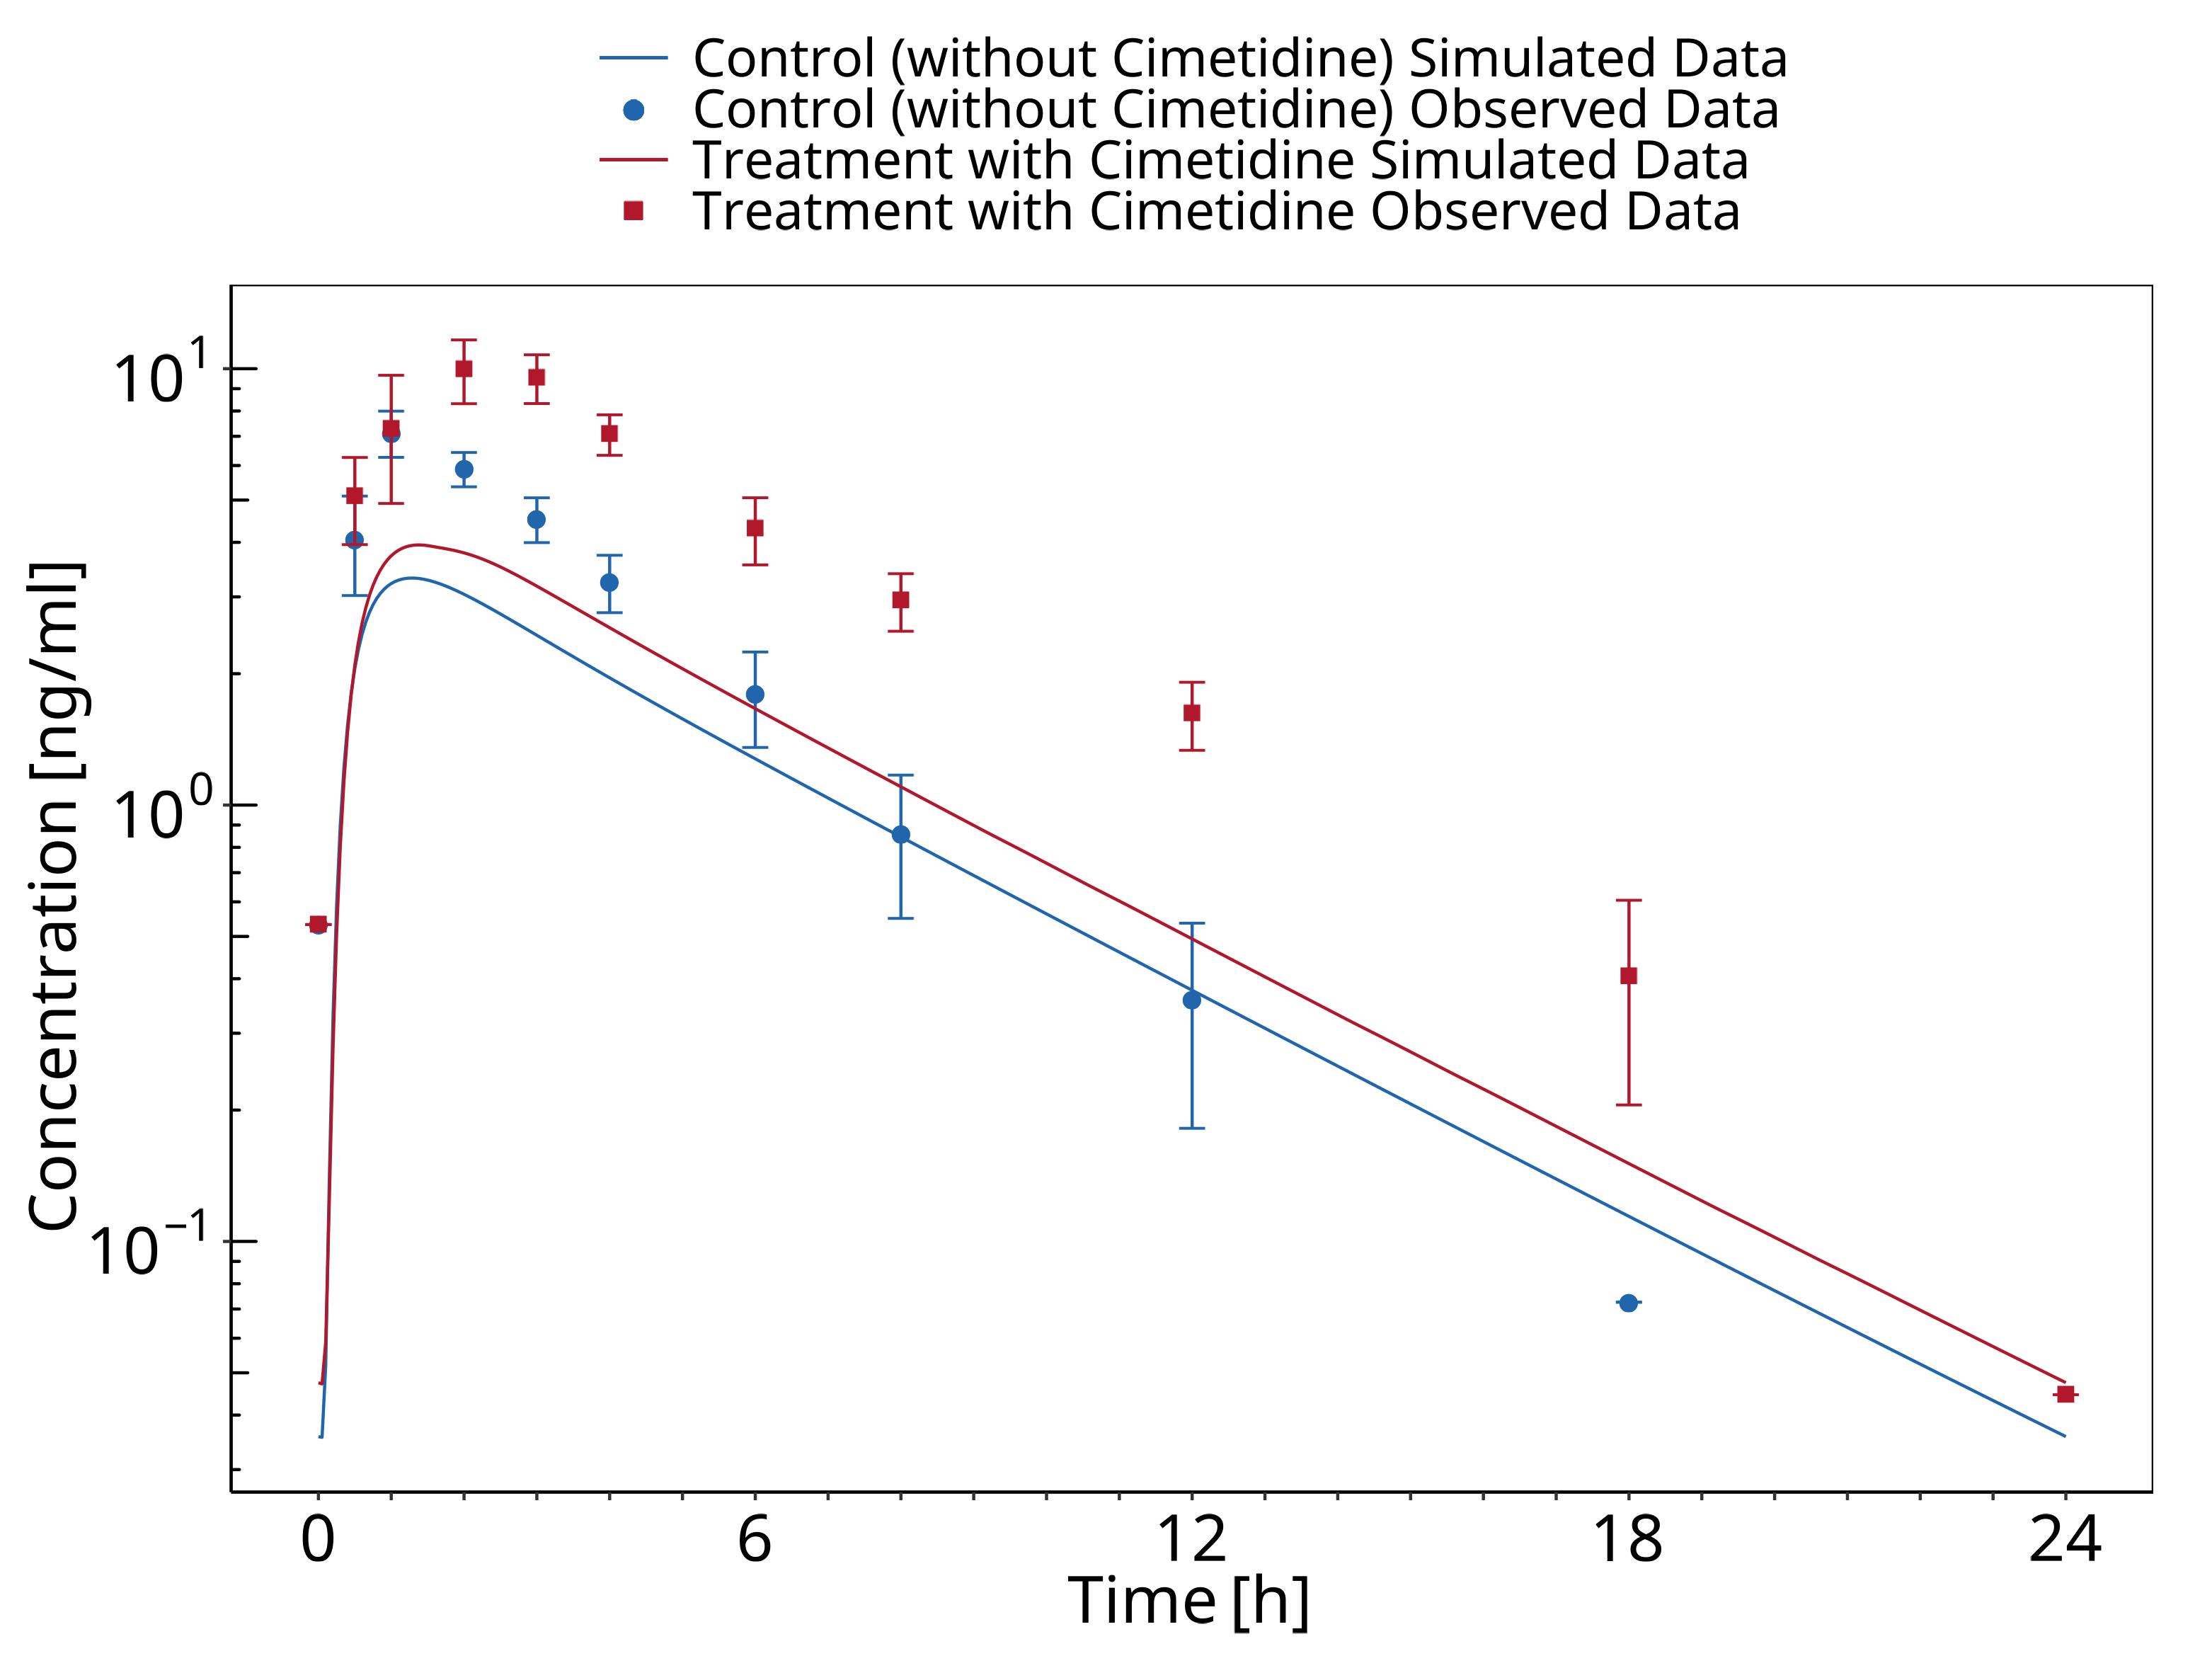 Control (without Cimetidine) Simulated Data
Control (without Cimetidine) Observed Data
Treatment with Cimetidine Simulated Data
Treatment with Cimetidine Observed Data
Concentration [ng/ml]
10^1
10^0
10^−1
0 6 12 18 24
Time [h]